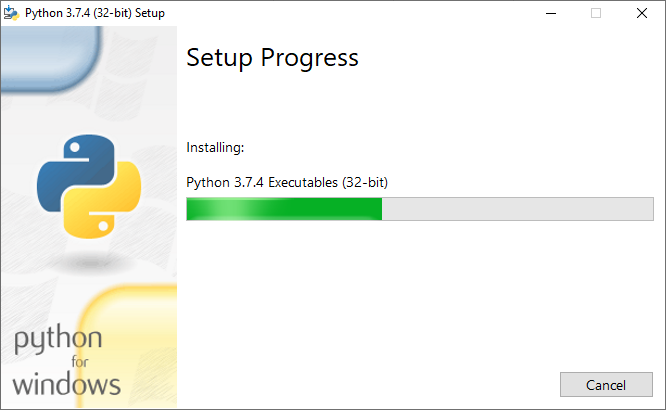 Python 3.7.4 (32-bit) Setup
Setup Progress
Installing:
Python 3.7.4 Executables (32-bit)
python
for
windows
Cancel